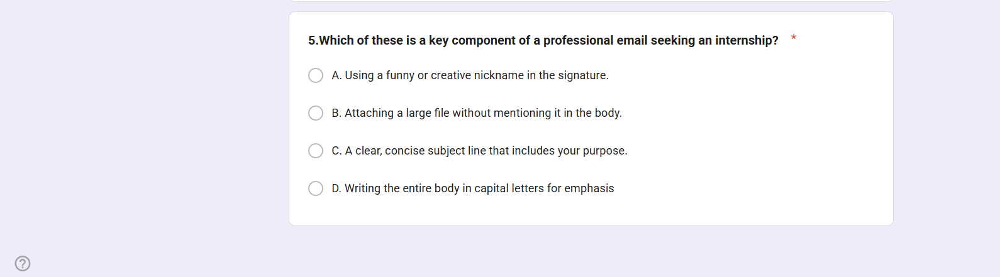 5.Which of these is a key component of a professional email seeking an internship? *
A. Using a funny or creative nickname in the signature.
B. Attaching a large file without mentioning it in the body.
C. A clear, concise subject line that includes your purpose.
D. Writing the entire body in capital letters for emphasis
?